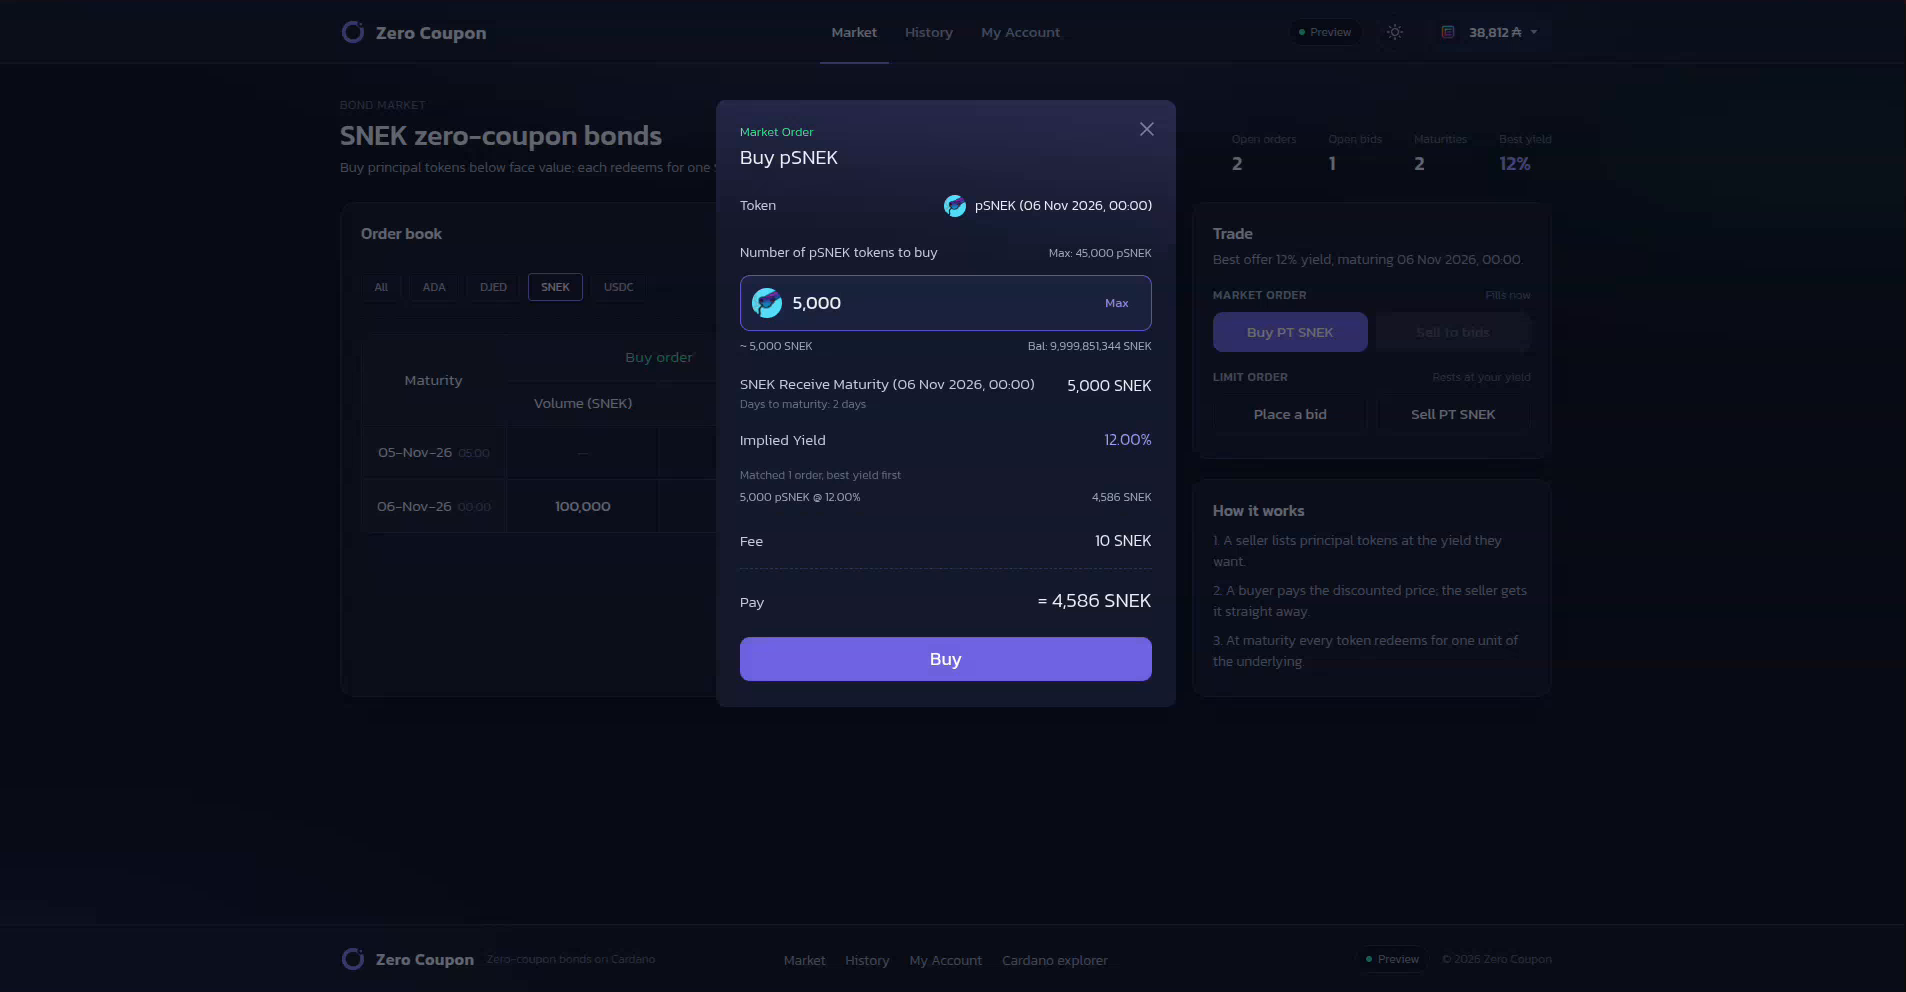 Zero Coupon
Market
History
My Account
Preview
38,812 ₳
BOND MARKET
SNEK zero-coupon bonds
Buy principal tokens below face value; each redeems for one
Open orders
2
Open bids
1
Maturities
2
Best yield
12%
Order book
All
ADA
DJED
SNEK
USDC
Maturity
Buy order
Volume (SNEK)
05-Nov-26 05:00
—
06-Nov-26 00:00
100,000
Market Order
Buy pSNEK
Token
pSNEK (06 Nov 2026, 00:00)
Number of pSNEK tokens to buy
Max: 45,000 pSNEK
5,000
Max
~ 5,000 SNEK
Bal: 9,999,851,344 SNEK
SNEK Receive Maturity (06 Nov 2026, 00:00)
5,000 SNEK
Days to maturity: 2 days
Implied Yield
12.00%
Matched 1 order, best yield first
5,000 pSNEK @ 12.00%
4,586 SNEK
Fee
10 SNEK
Pay
= 4,586 SNEK
Buy
Trade
Best offer 12% yield, maturing 06 Nov 2026, 00:00.
MARKET ORDER
Fills now
Buy PT SNEK
Sell to bids
LIMIT ORDER
Rests at your yield
Place a bid
Sell PT SNEK
How it works
1. A seller lists principal tokens at the yield they
want.
2. A buyer pays the discounted price; the seller gets
it straight away.
3. At maturity every token redeems for one unit of
the underlying.
Zero Coupon
Zero-coupon bonds on Cardano
Market
History
My Account
Cardano explorer
Preview
© 2026 Zero Coupon